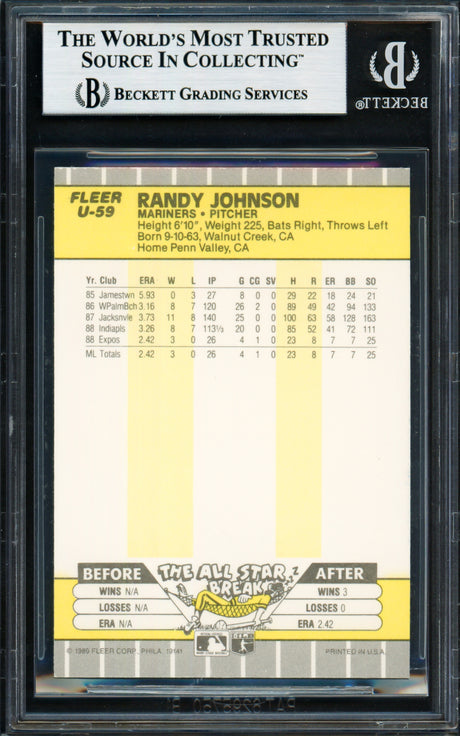 THE WORLD'S MOST TRUSTED
SOURCE IN COLLECTING™
B BECKETT GRADING SERVICES
B
BECKETT®
FLEER
U-59
RANDY JOHNSON
MARINERS • PITCHER
Height 6'10", Weight 225, Bats Right, Throws Left
Born 9-10-63, Walnut Creek, CA
Home Penn Valley, CA
Yr. Club ERA W L IP G CG SV H R ER BB SO
85 Jamestwn 5.93 0 3 27 8 0 0 29 22 18 24 21
86 WPalmBch 3.16 8 7 120 26 2 0 89 49 42 94 133
87 Jacksnvle 3.73 11 8 140 25 0 0 100 63 58 128 163
88 Indiapls 3.26 8 7 113⅓ 20 0 0 85 52 41 72 111
88 Expos 2.42 3 0 26 4 1 0 23 8 7 7 25
ML Totals 2.42 3 0 26 4 1 0 23 8 7 7 25
BEFORE THE ALL STAR BREAK AFTER
WINS N/A WINS 3
LOSSES N/A LOSSES 0
ERA N/A ERA 2.42
© 1989 FLEER CORP., PHILA. 19141 PRINTED IN U.S.A.